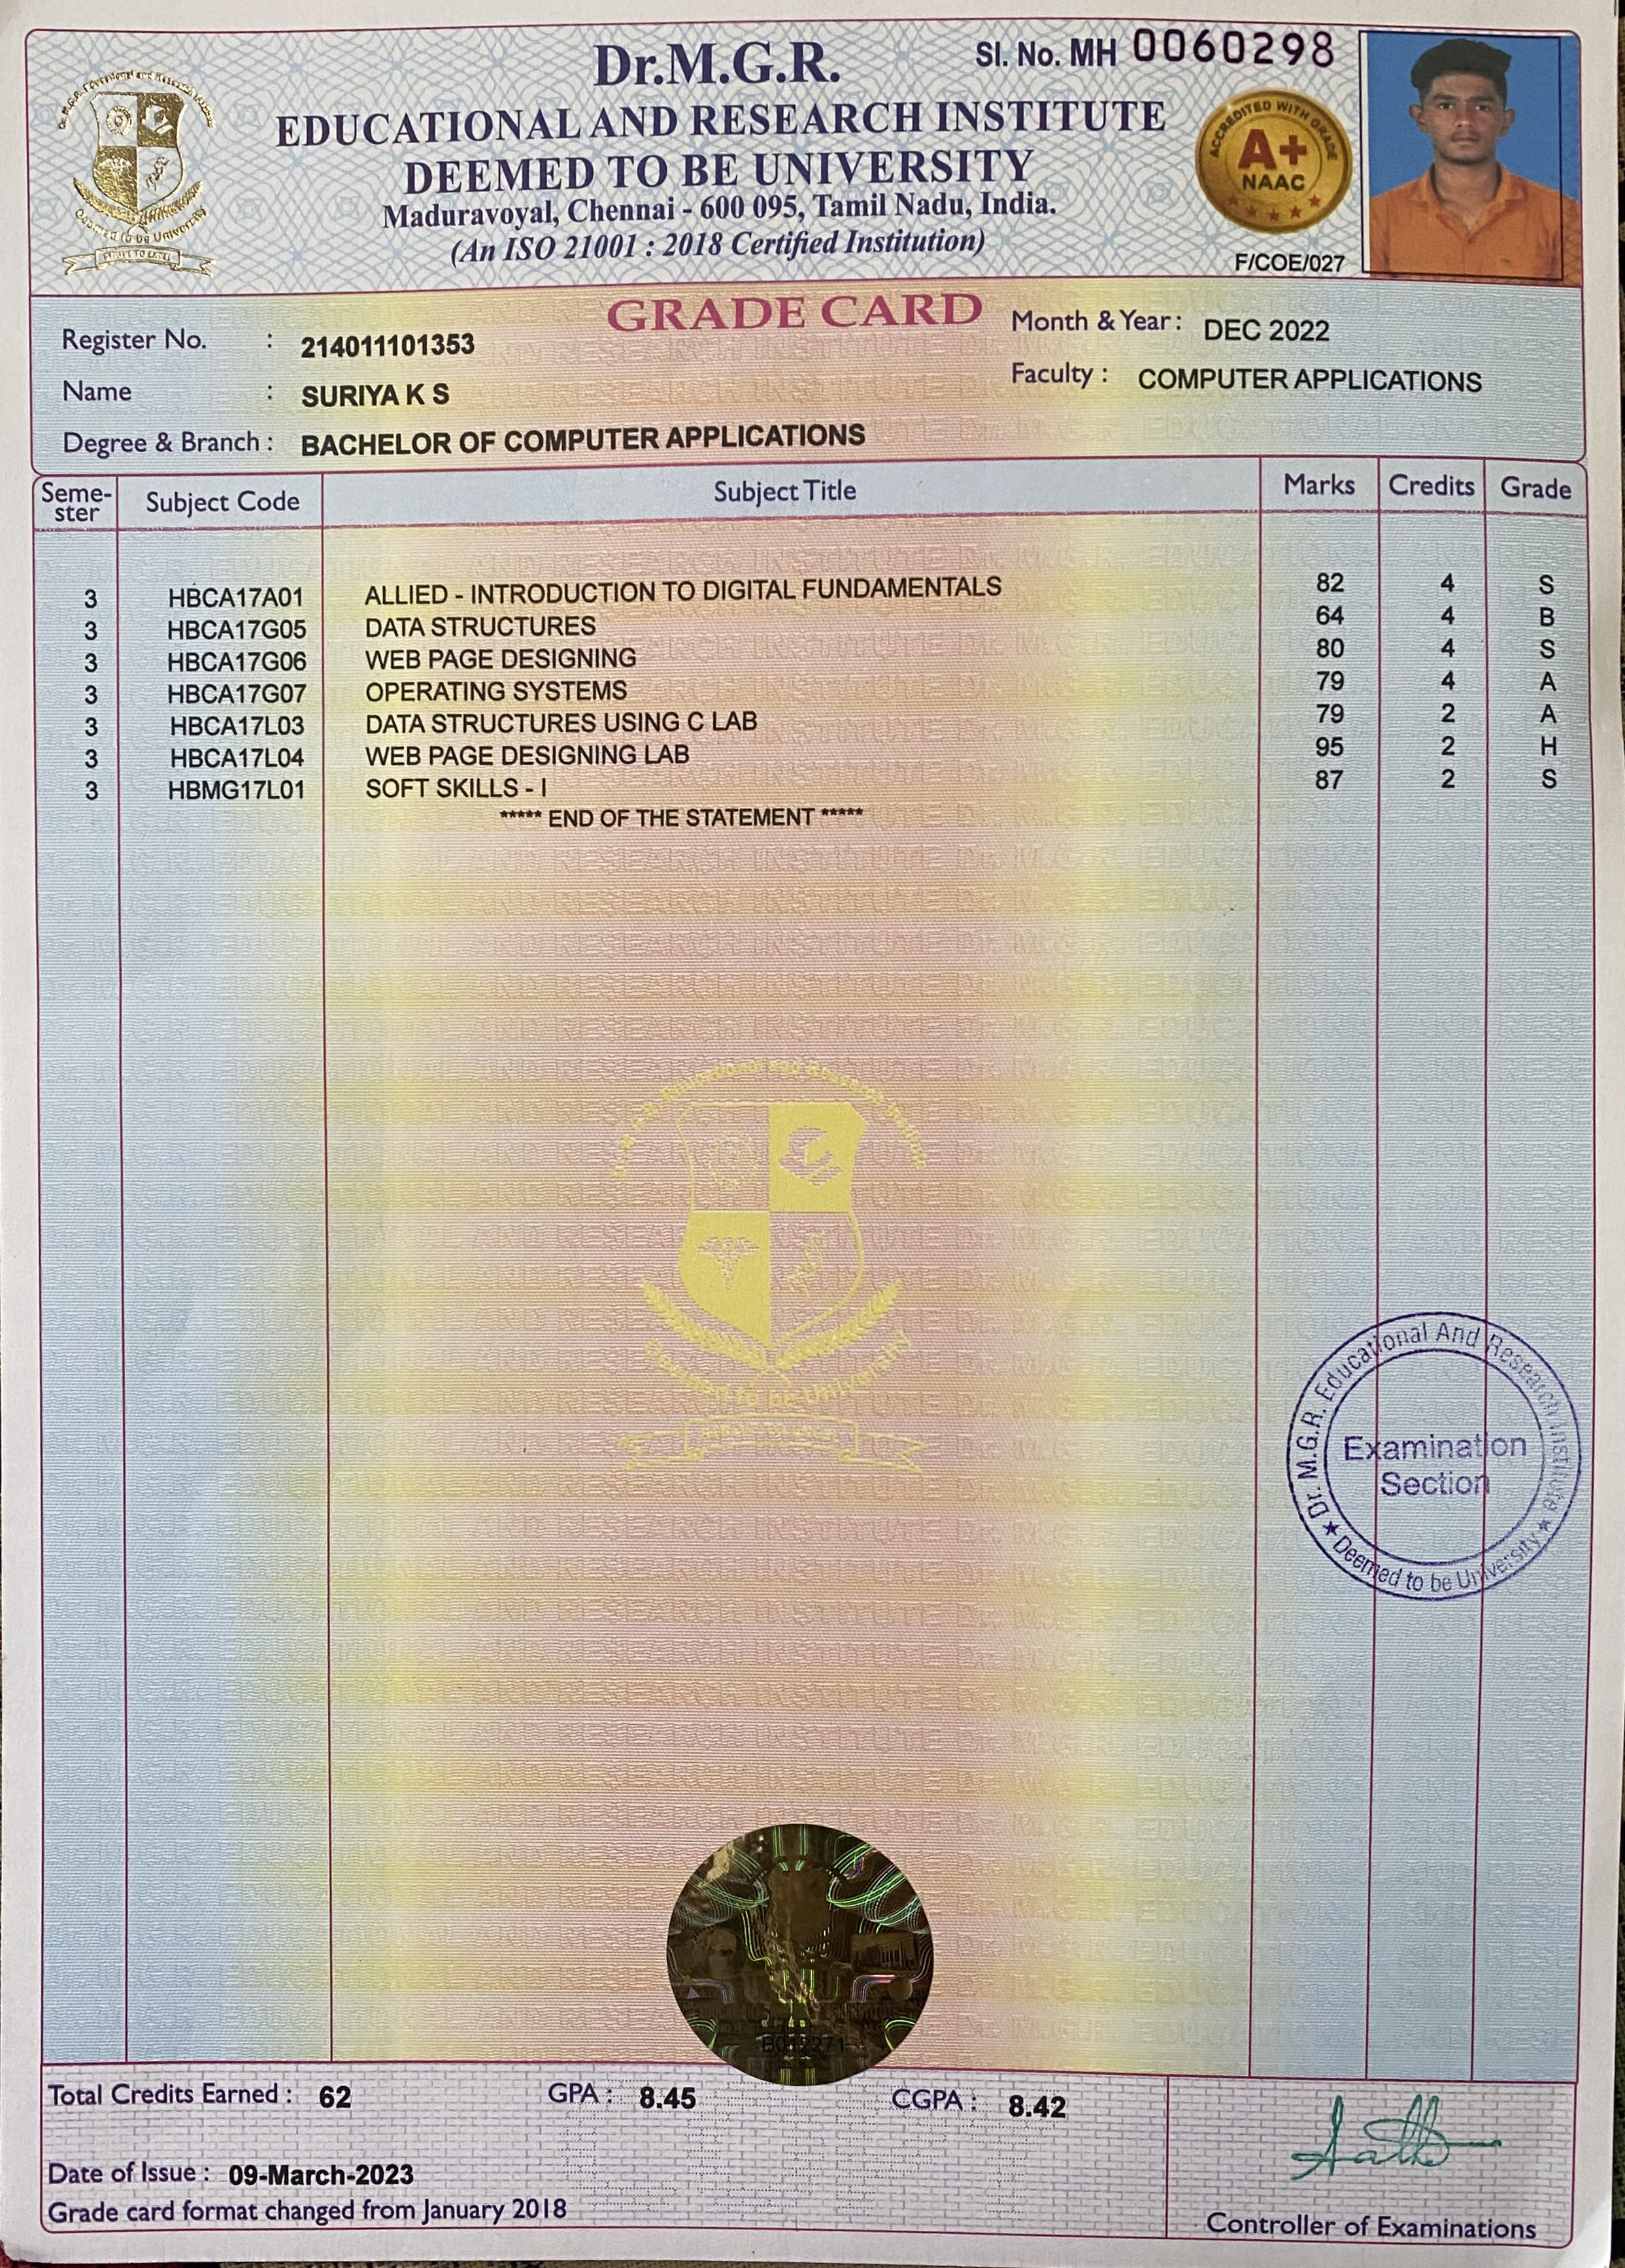 Dr.M.G.R.
Sl. No. MH 0060298
EDUCATIONAL AND RESEARCH INSTITUTE
DEEMED TO BE UNIVERSITY
Maduravoyal, Chennai - 600 095, Tamil Nadu, India.
(An ISO 21001 : 2018 Certified Institution)
ACCREDITED WITH GRADE
A+
NAAC
F/COE/027
GRADE CARD
Register No. : 214011101353
Month & Year : DEC 2022
Name : SURIYA K S
Faculty : COMPUTER APPLICATIONS
Degree & Branch : BACHELOR OF COMPUTER APPLICATIONS
Seme-
ster Subject Code Subject Title Marks Credits Grade
3 HBCA17A01 ALLIED - INTRODUCTION TO DIGITAL FUNDAMENTALS 82 4 S
3 HBCA17G05 DATA STRUCTURES 64 4 B
3 HBCA17G06 WEB PAGE DESIGNING 80 4 S
3 HBCA17G07 OPERATING SYSTEMS 79 4 A
3 HBCA17L03 DATA STRUCTURES USING C LAB 79 2 A
3 HBCA17L04 WEB PAGE DESIGNING LAB 95 2 H
3 HBMG17L01 SOFT SKILLS - I 87 2 S
***** END OF THE STATEMENT *****
Deemed to be University
Dr. M.G.R. Educational And Research Institute
Examination
Section
★ Deemed to be University ★
Total Credits Earned : 62 GPA : 8.45 CGPA : 8.42
Date of Issue : 09-March-2023
Grade card format changed from January 2018
Controller of Examinations